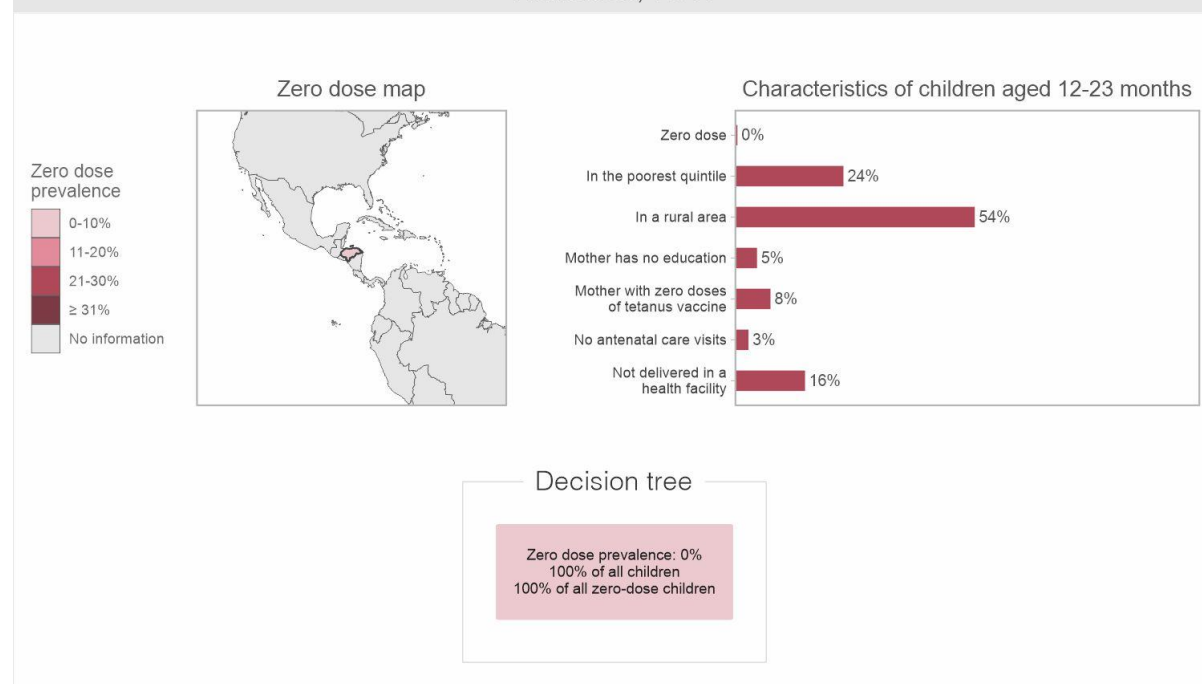 Zero dose map
Zero dose
prevalence
0-10%
11-20%
21-30%
≥ 31%
No information
Characteristics of children aged 12-23 months
Zero dose
0%
In the poorest quintile
24%
In a rural area
54%
Mother has no education
5%
Mother with zero doses
of tetanus vaccine
8%
No antenatal care visits
3%
Not delivered in a
health facility
16%
Decision tree
Zero dose prevalence: 0%
100% of all children
100% of all zero-dose children